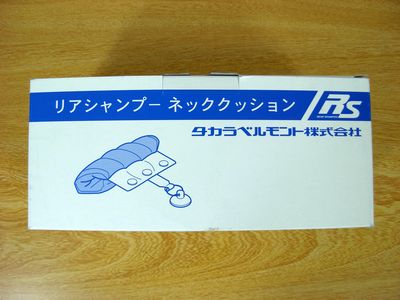 リアシャンプー ネッククッション
RS
タカラベルモント株式会社